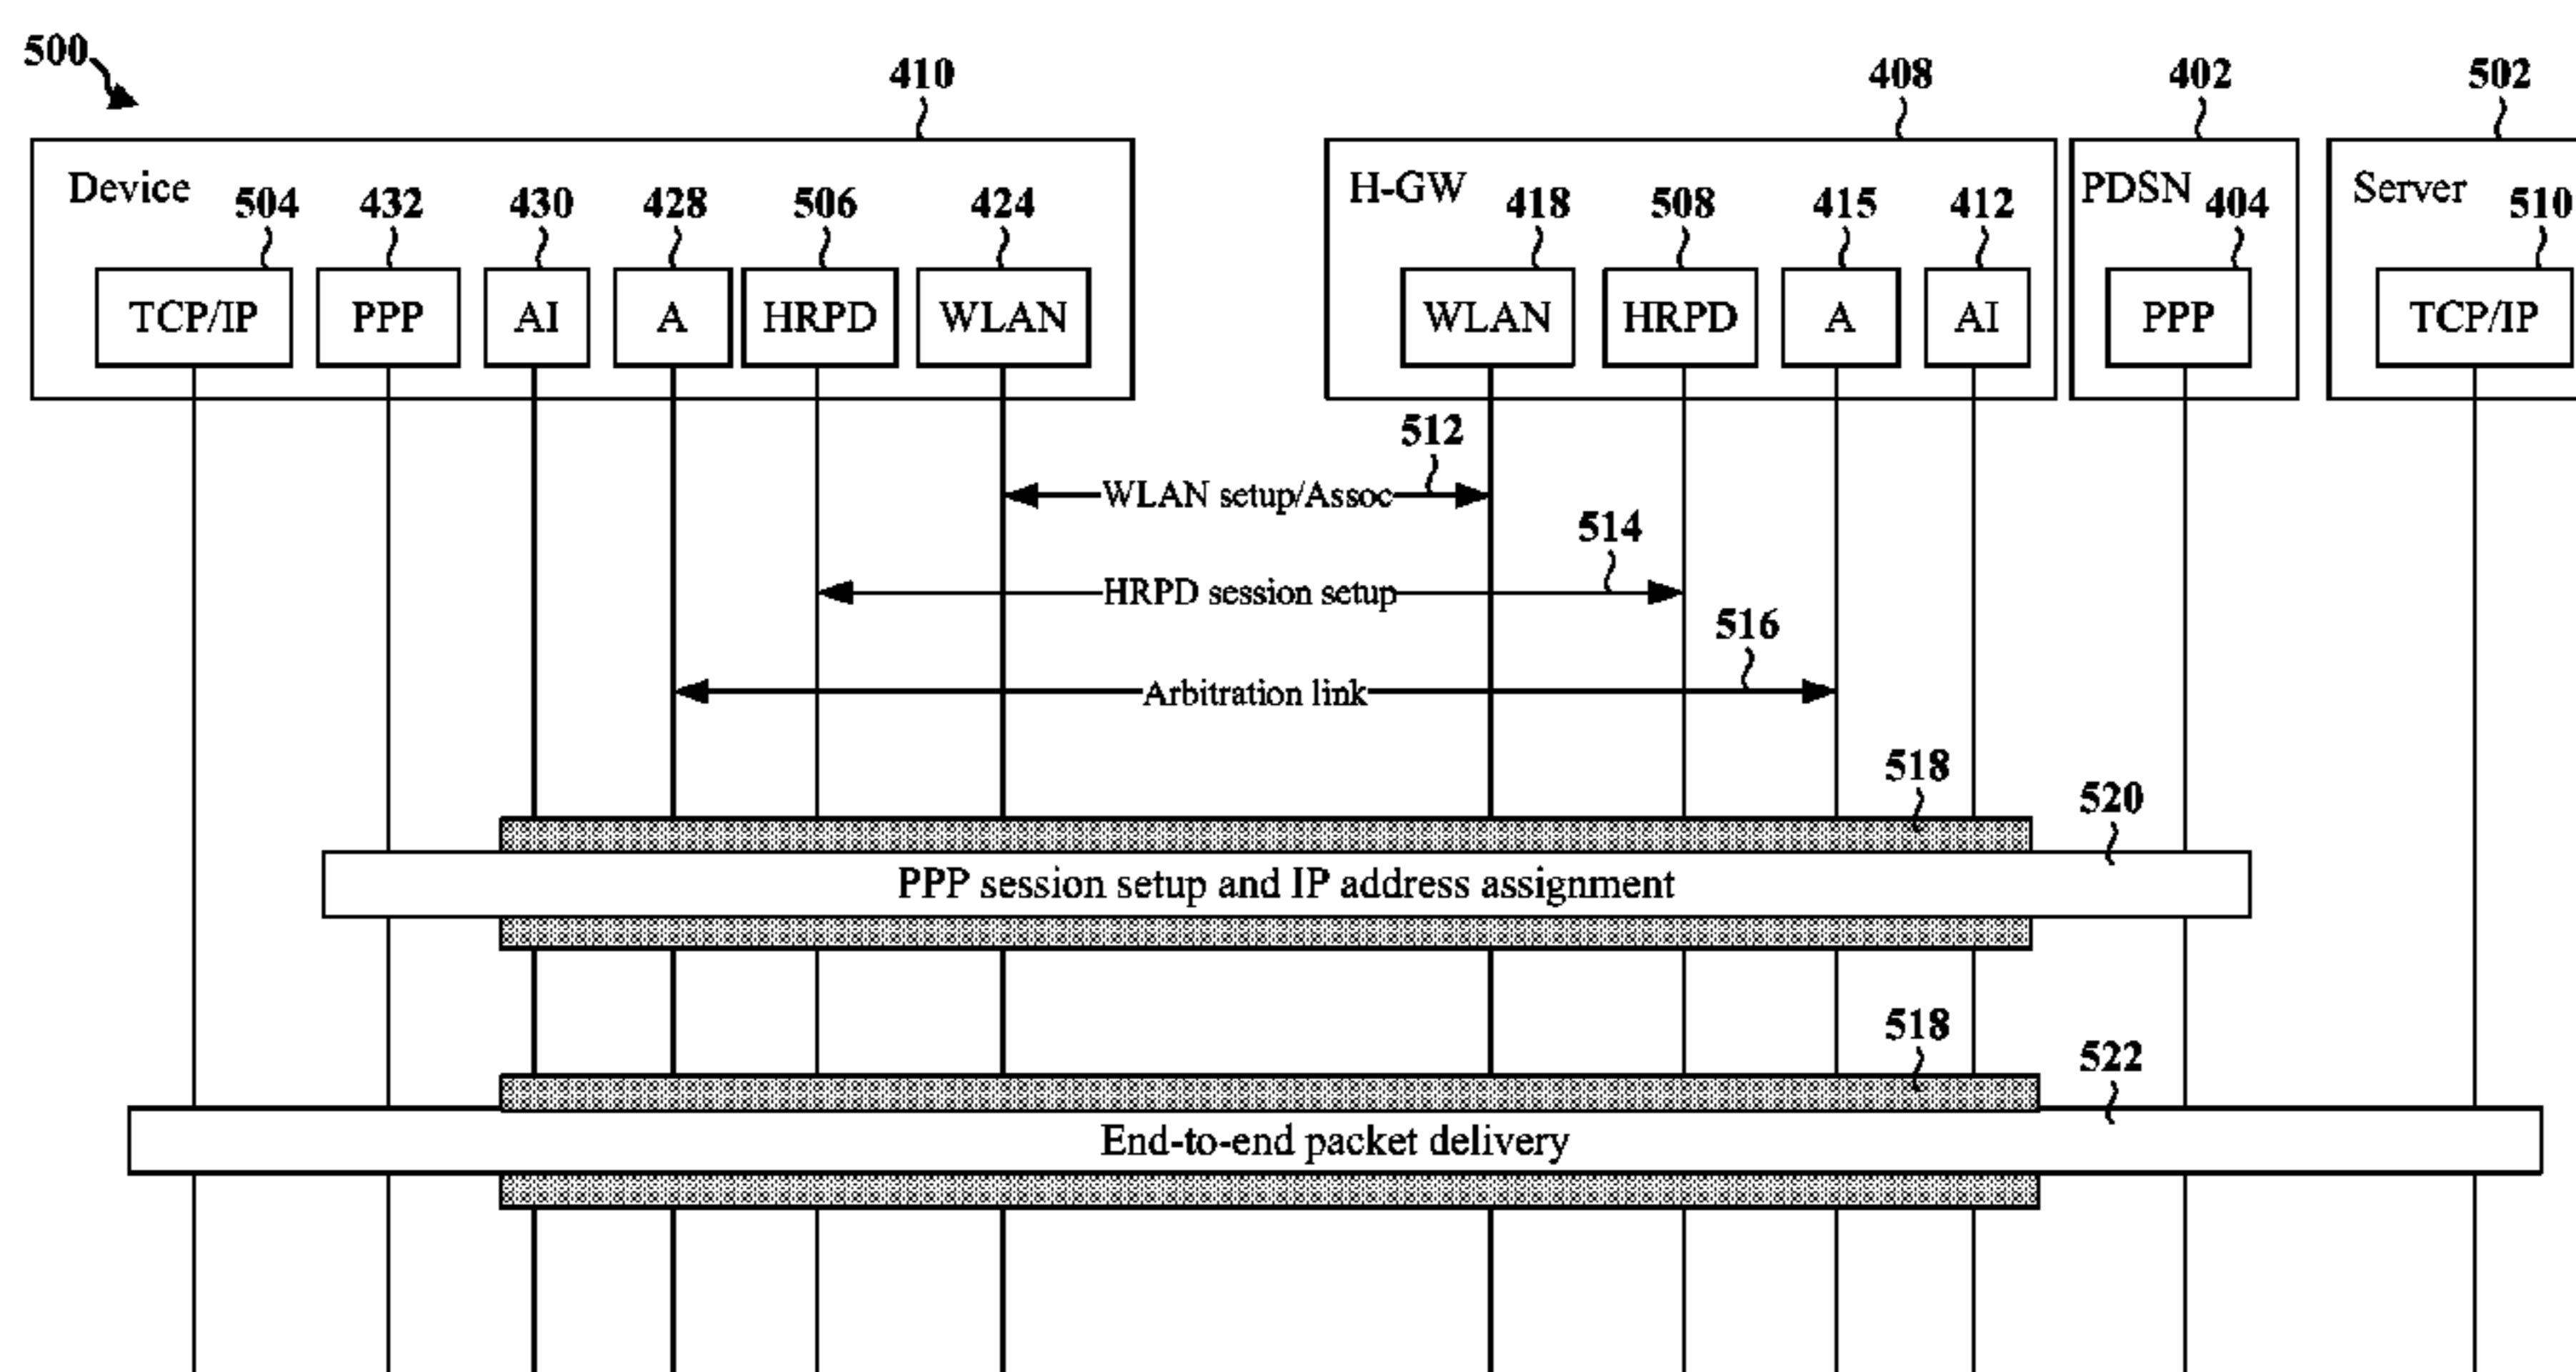 500
410 408 402 502
Device H-GW PDSN Server
504 432 430 428 506 424 418 508 415 412 404 510
TCP/IP PPP AI A HRPD WLAN WLAN HRPD A AI PPP TCP/IP
512
WLAN setup/Assoc
514
HRPD session setup
516
Arbitration link
518
520
PPP session setup and IP address assignment
518
522
End-to-end packet delivery